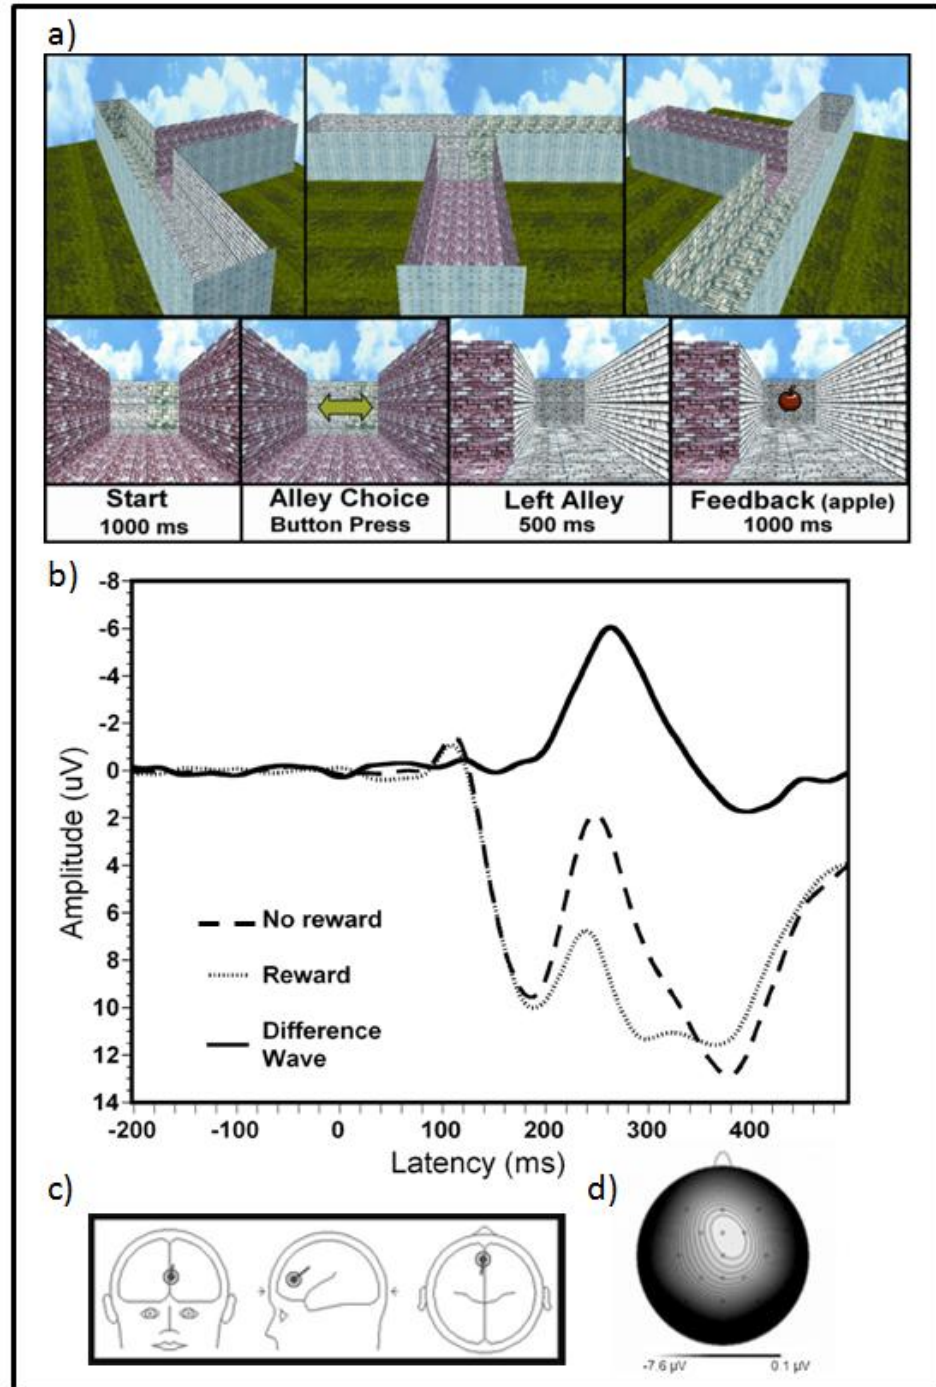 a)
Start
1000 ms
Alley Choice
Button Press
Left Alley
500 ms
Feedback (apple)
1000 ms
b)
-8
-6
-4
-2
0
2
4
6
8
10
12
14
Amplitude (uV)
No reward
Reward
Difference
Wave
-200
-100
0
100
200
300
400
Latency (ms)
c)
d)
-7.6 µV
0.1 µV